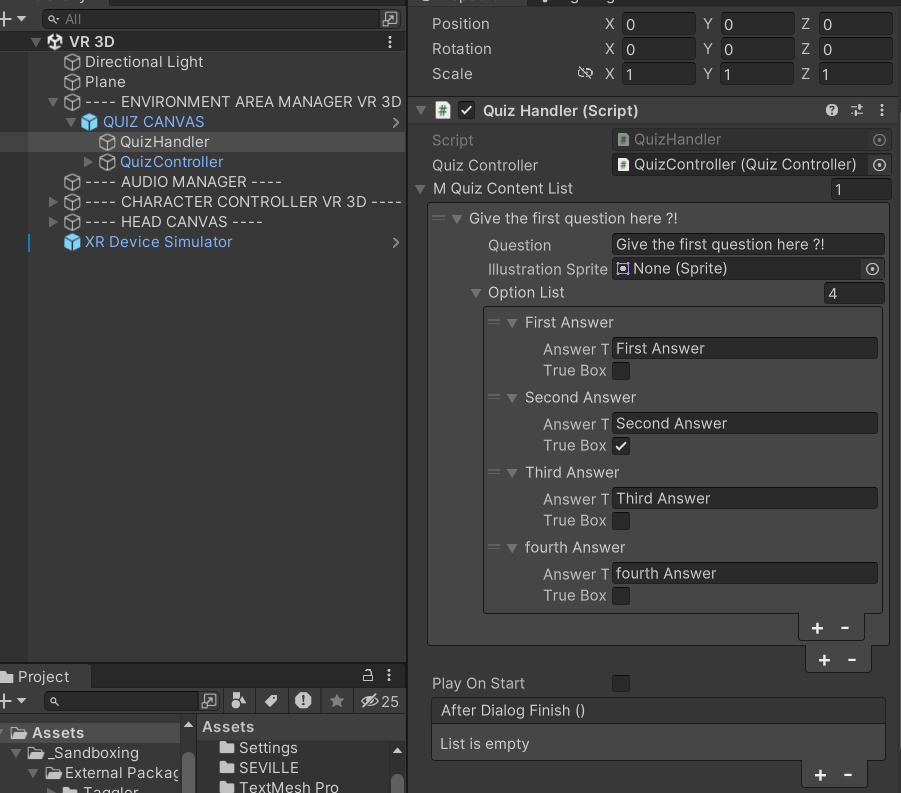 All
VR 3D
Directional Light
Plane
---- ENVIRONMENT AREA MANAGER VR 3D
QUIZ CANVAS
QuizHandler
QuizController
---- AUDIO MANAGER ----
---- CHARACTER CONTROLLER VR 3D ----
---- HEAD CANVAS ----
XR Device Simulator
Project
25
Assets
_Sandboxing
External Packag
Taggler
Assets
Settings
SEVILLE
TextMesh Pro
Position X 0 Y 0 Z 0
Rotation X 0 Y 0 Z 0
Scale X 1 Y 1 Z 1
# Quiz Handler (Script)
Script # QuizHandler
Quiz Controller # QuizController (Quiz Controller)
M Quiz Content List 1
Give the first question here ?!
Question Give the first question here ?!
Illustration Sprite None (Sprite)
Option List 4
First Answer
Answer T First Answer
True Box
Second Answer
Answer T Second Answer
True Box
Third Answer
Answer T Third Answer
True Box
fourth Answer
Answer T fourth Answer
True Box
+ -
+ -
Play On Start
After Dialog Finish ()
List is empty
+ -